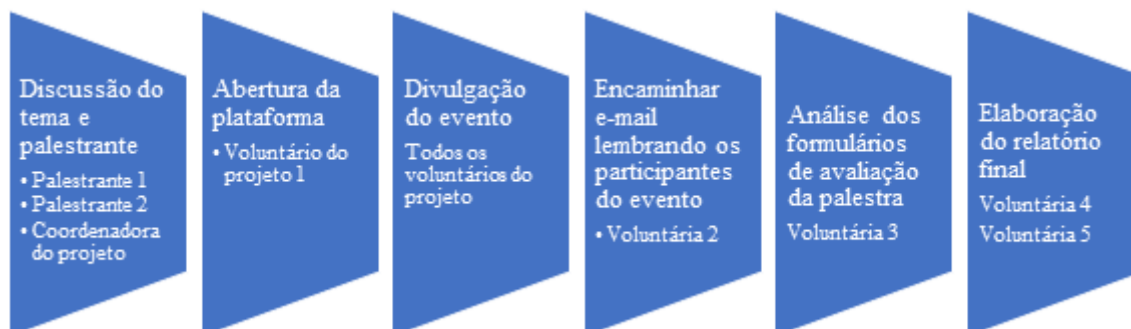 Discussão do
tema e
palestrante
• Palestrante 1
• Palestrante 2
• Coordenadora
do projeto
Abertura da
plataforma
• Voluntário do
projeto 1
Divulgação
do evento
Todos os
voluntários do
projeto
Encaminhar
e-mail
lembrando os
participantes
do evento
• Voluntária 2
Análise dos
formulários
de avaliação
da palestra
Voluntária 3
Elaboração
do relatório
final
Voluntária 4
Voluntária 5